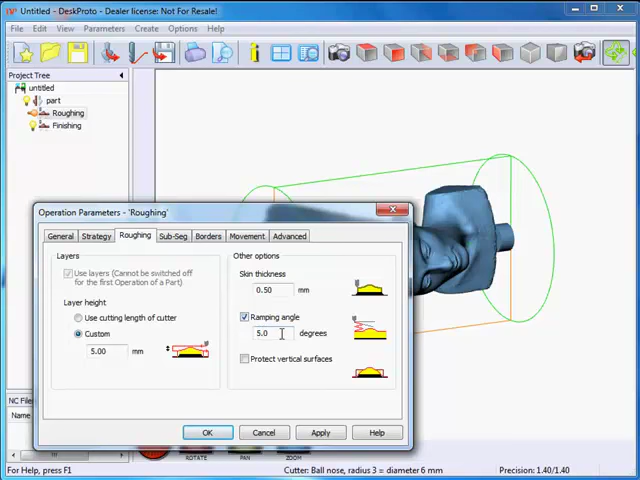 Untitled - DeskProto - Dealer license: Not For Resale!
File Edit View Parameters Create Options Help
Project Tree
untitled
part
Roughing
Finishing
Operation Parameters - 'Roughing'
General Strategy Roughing Sub-Seg Borders Movement Advanced
Layers
Use layers (Cannot be switched off
for the first Operation of a Part)
Layer height
Use cutting length of cutter
Custom
5.00 mm
Other options
Skin thickness
0.50 mm
Ramping angle
5.0 degrees
Protect vertical surfaces
OK Cancel Apply Help
NC File
Name
ROTATE PAN ZOOM
For Help, press F1
Cutter: Ball nose, radius 3 = diameter 6 mm
Precision: 1.40/1.40